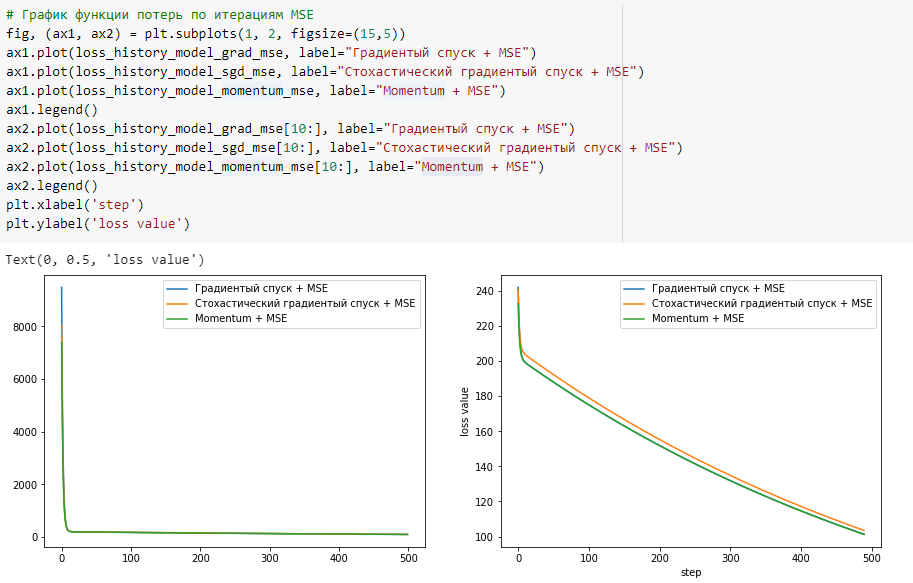 # График функции потерь по итерациям MSE
fig, (ax1, ax2) = plt.subplots(1, 2, figsize=(15,5))
ax1.plot(loss_history_model_grad_mse, label="Градиентый спуск + MSE")
ax1.plot(loss_history_model_sgd_mse, label="Стохастический градиентый спуск + MSE")
ax1.plot(loss_history_model_momentum_mse, label="Momentum + MSE")
ax1.legend()
ax2.plot(loss_history_model_grad_mse[10:], label="Градиентый спуск + MSE")
ax2.plot(loss_history_model_sgd_mse[10:], label="Стохастический градиентый спуск + MSE")
ax2.plot(loss_history_model_momentum_mse[10:], label="Momentum + MSE")
ax2.legend()
plt.xlabel('step')
plt.ylabel('loss value')
Text(0, 0.5, 'loss value')
Градиентый спуск + MSE
Стохастический градиентый спуск + MSE
Momentum + MSE
8000
6000
4000
2000
0
0 100 200 300 400 500
Градиентый спуск + MSE
Стохастический градиентый спуск + MSE
Momentum + MSE
240
220
200
180
160
140
120
100
loss value
0 100 200 300 400 500
step